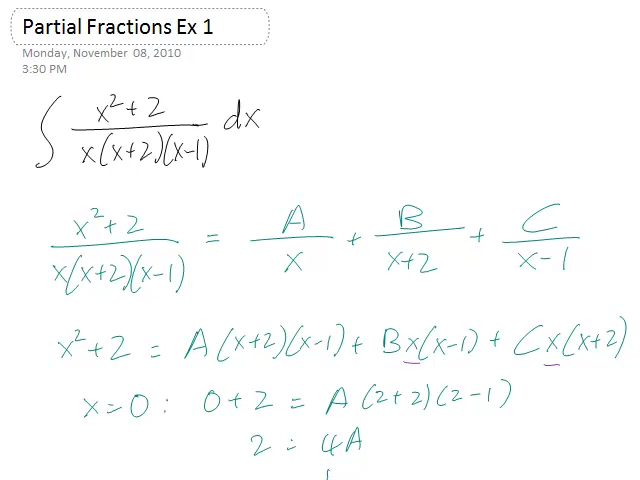 Partial Fractions Ex 1
Monday, November 08, 2010
3:30 PM
∫ (x²+2)/(x(x+2)(x-1)) dx
(x²+2)/(x(x+2)(x-1)) = A/x + B/(x+2) + C/(x-1)
x²+2 = A(x+2)(x-1) + Bx(x-1) + Cx(x+2)
x=0: 0+2 = A(2+2)(2-1)
2 = 4A